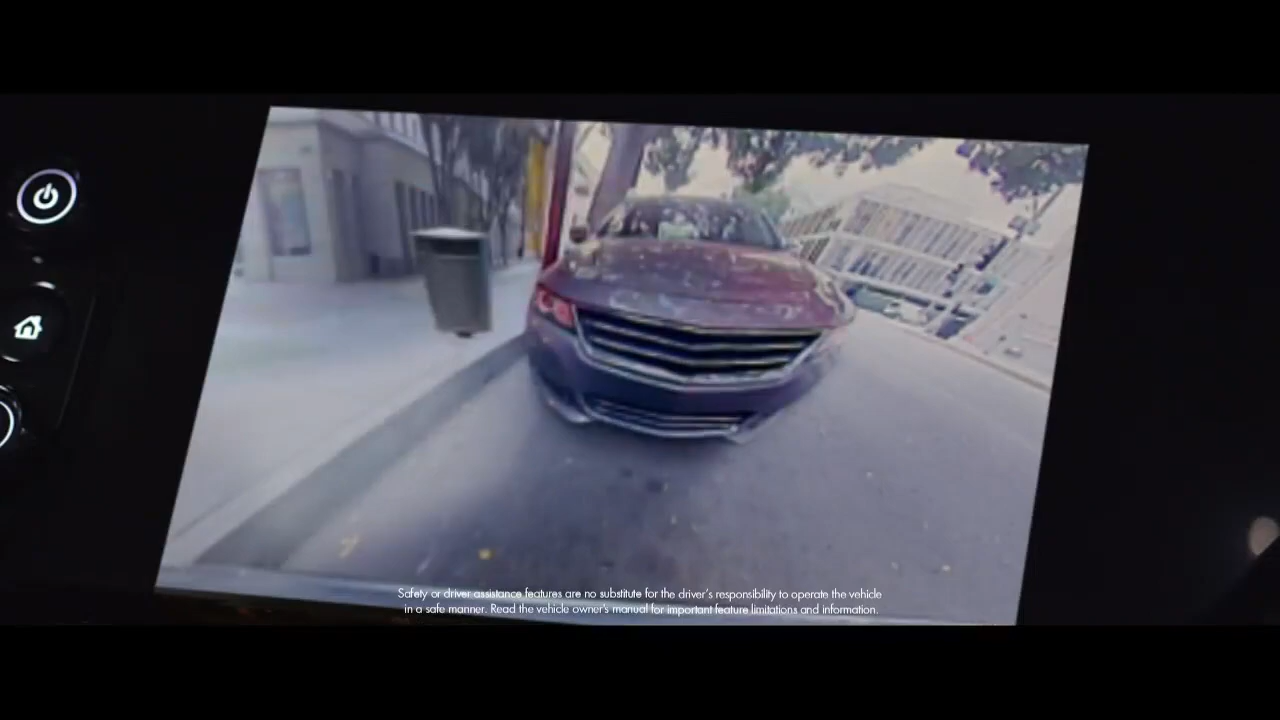 Safety or driver assistance features are no substitute for the driver's responsibility to operate the vehicle
in a safe manner. Read the vehicle owner's manual for important feature limitations and information.